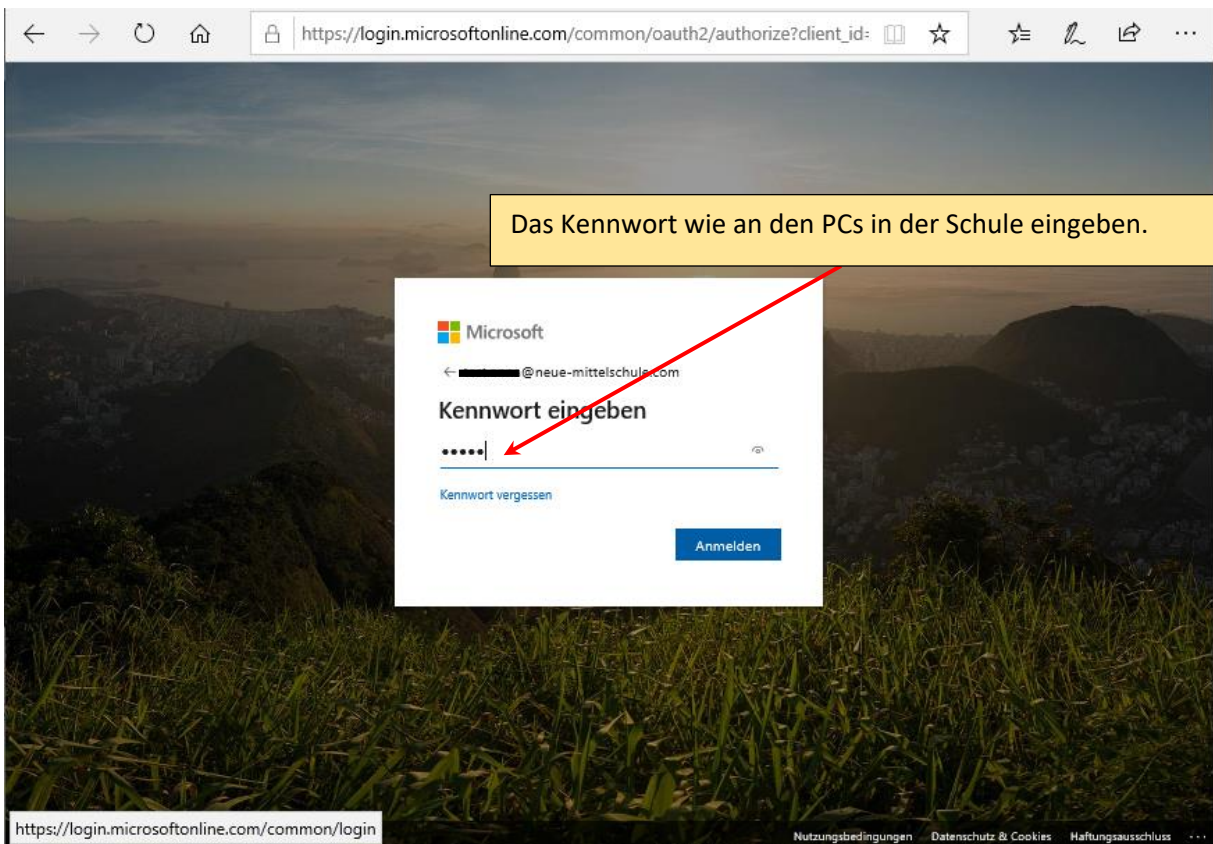 https://login.microsoftonline.com/common/oauth2/authorize?client_id=
Das Kennwort wie an den PCs in der Schule eingeben.
Microsoft
@neue-mittelschule.com
Kennwort eingeben
Kennwort vergessen
Anmelden
https://login.microsoftonline.com/common/login
Nutzungsbedingungen Datenschutz & Cookies Haftungsausschluss ...